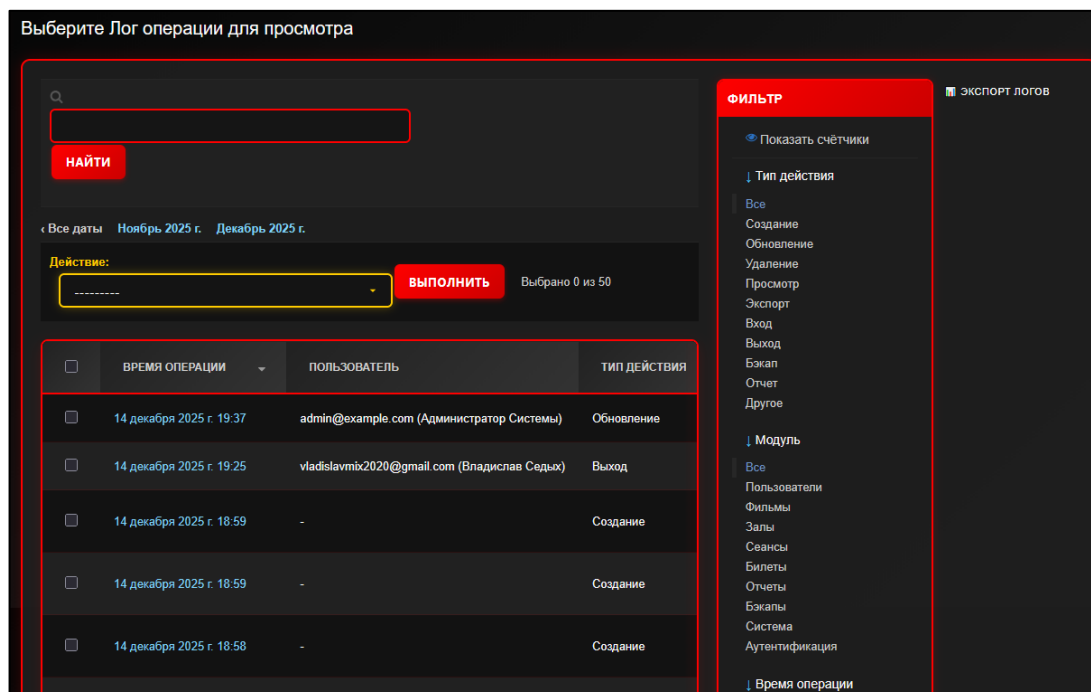 Выберите Лог операции для просмотра
НАЙТИ
‹ Все даты Ноябрь 2025 г. Декабрь 2025 г.
Действие:
---------
ВЫПОЛНИТЬ
Выбрано 0 из 50
ВРЕМЯ ОПЕРАЦИИ ПОЛЬЗОВАТЕЛЬ ТИП ДЕЙСТВИЯ
14 декабря 2025 г. 19:37 admin@example.com (Администратор Системы) Обновление
14 декабря 2025 г. 19:25 vladislavmix2020@gmail.com (Владислав Седых) Выход
14 декабря 2025 г. 18:59 - Создание
14 декабря 2025 г. 18:59 - Создание
14 декабря 2025 г. 18:58 - Создание
ФИЛЬТР
Показать счётчики
↓ Тип действия
Все
Создание
Обновление
Удаление
Просмотр
Экспорт
Вход
Выход
Бэкап
Отчет
Другое
↓ Модуль
Все
Пользователи
Фильмы
Залы
Сеансы
Билеты
Отчеты
Бэкапы
Система
Аутентификация
↓ Время операции
ЭКСПОРТ ЛОГОВ